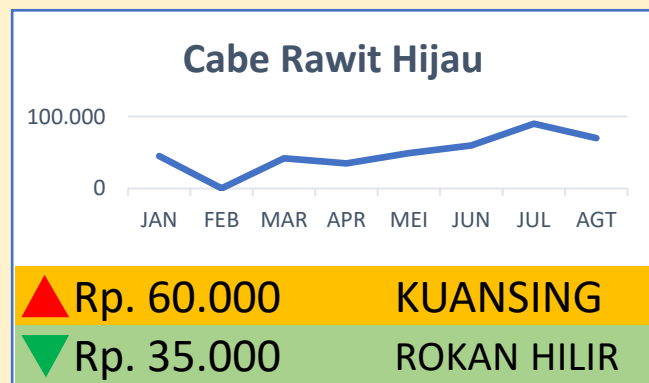 Cabe Rawit Hijau
100.000
0
JAN FEB MAR APR MEI JUN JUL AGT
Rp. 60.000 KUANSING
Rp. 35.000 ROKAN HILIR